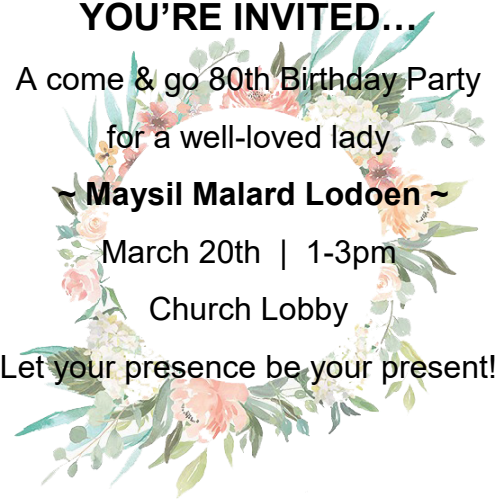 YOU’RE INVITED…
A come & go 80th Birthday Party
for a well-loved lady
~ Maysil Malard Lodoen ~
March 20th | 1-3pm
Church Lobby
Let your presence be your present!